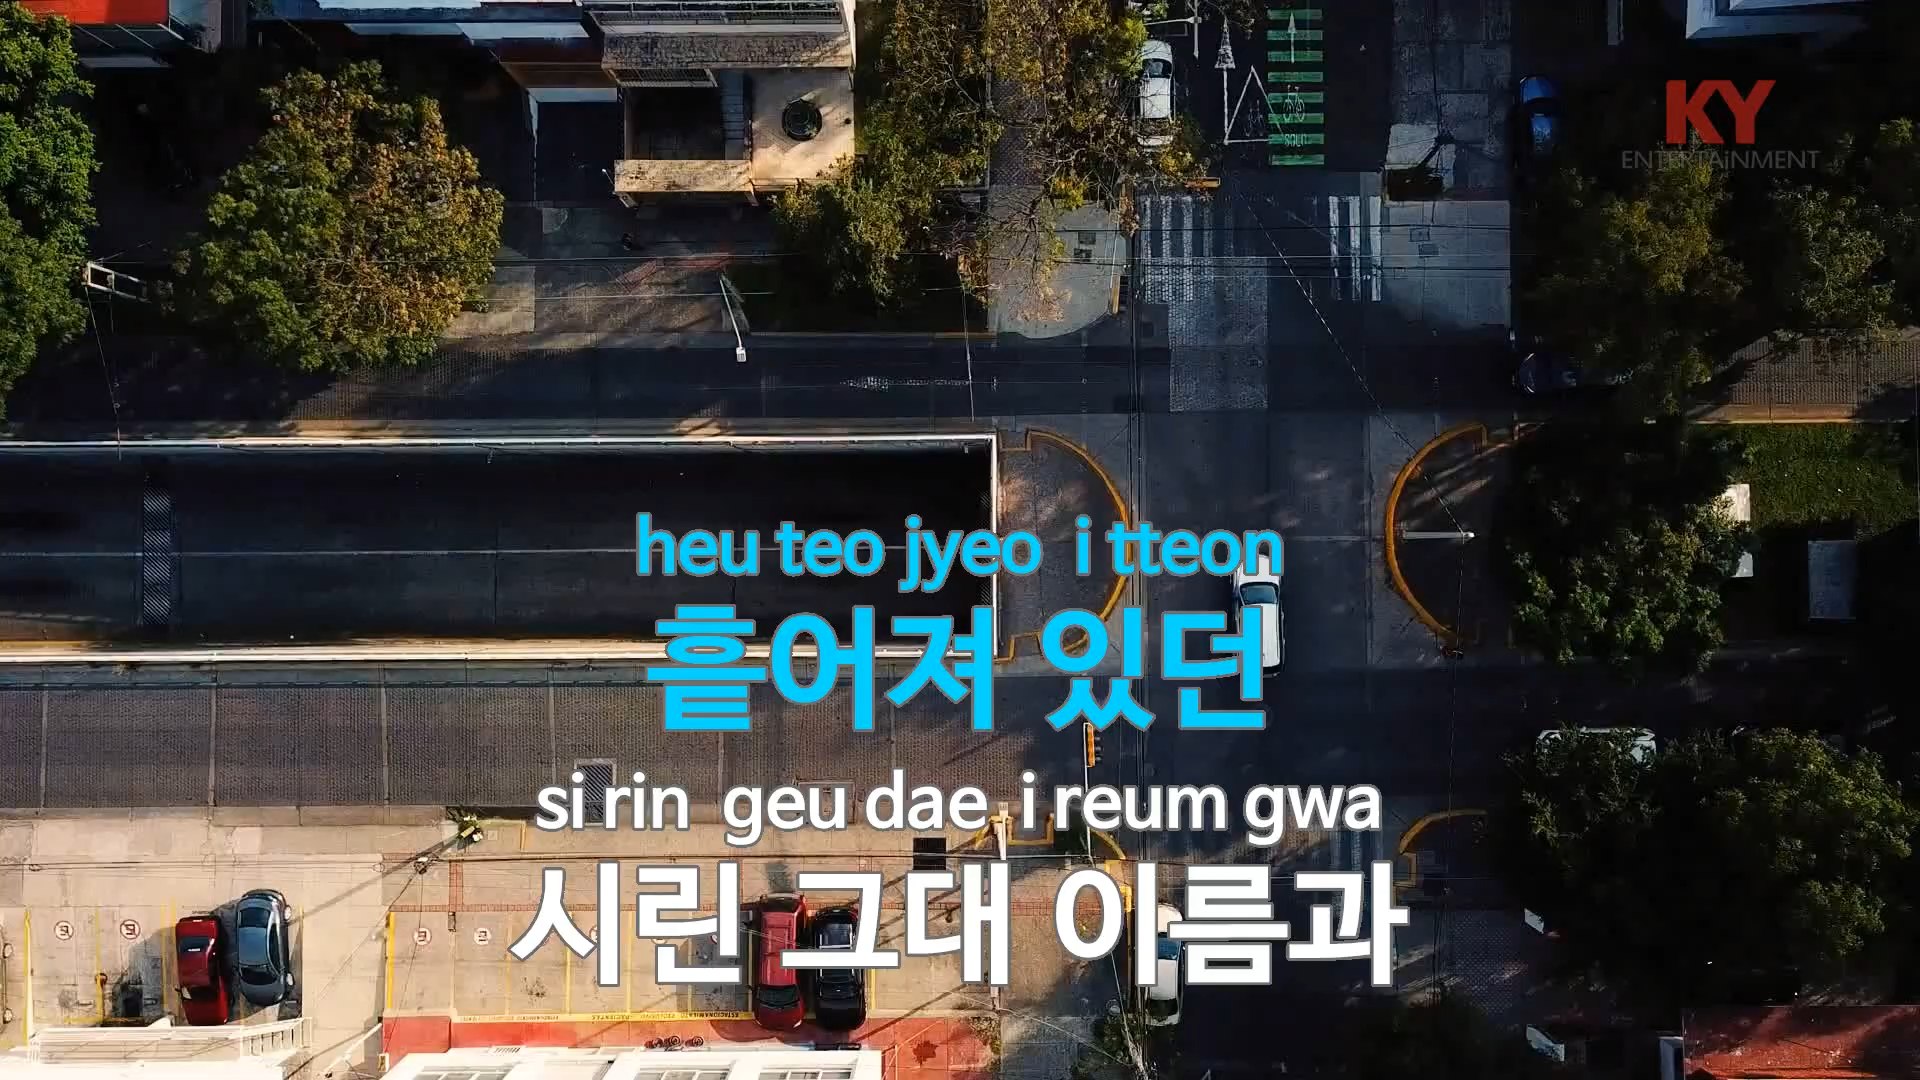 KY
ENTERTAINMENT
SOLO
heu teo jyeo i tteon
흩어져 있던
si rin geu dae i reum gwa
시린 그대 이름과